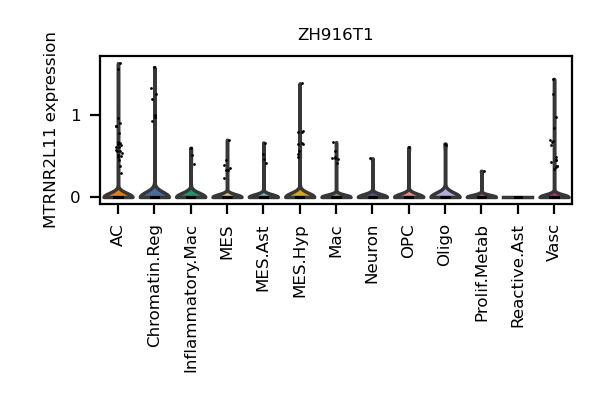 ZH916T1
MTRNR2L11 expression
1
0
AC
Chromatin.Reg
Inflammatory.Mac
MES
MES.Ast
MES.Hyp
Mac
Neuron
OPC
Oligo
Prolif.Metab
Reactive.Ast
Vasc